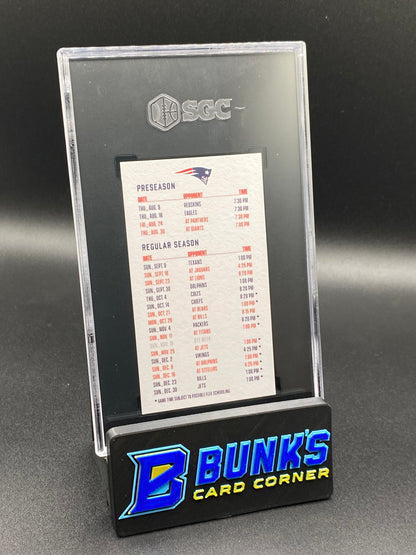 SGC
PRESEASON
DATE OPPONENT TIME
THU., AUG. 9 REDSKINS 7:30 PM
THU., AUG. 16 EAGLES 7:30 PM
FRI., AUG. 24 AT PANTHERS 7:30 PM
THU., AUG. 30 AT GIANTS 7:00 PM
REGULAR SEASON
DATE OPPONENT TIME
SUN., SEPT. 9 TEXANS 1:00 PM
SUN., SEPT. 16 AT JAGUARS 4:25 PM
SUN., SEPT. 23 AT LIONS 8:20 PM
SUN., SEPT. 30 DOLPHINS 1:00 PM
THU., OCT. 4 COLTS 8:20 PM
SUN., OCT. 14 CHIEFS 8:20 PM *
SUN., OCT. 21 AT BEARS 1:00 PM *
MON., OCT. 29 AT BILLS 8:15 PM
SUN., NOV. 4 PACKERS 8:20 PM *
SUN., NOV. 11 AT TITANS 1:00 PM *
BYE WEEK
SUN., NOV. 25 AT JETS 1:00 PM *
SUN., DEC. 2 VIKINGS 4:25 PM *
SUN., DEC. 9 AT DOLPHINS 1:00 PM *
SUN., DEC. 16 AT STEELERS 4:25 PM *
SUN., DEC. 23 BILLS 1:00 PM *
SUN., DEC. 30 JETS 1:00 PM *
* GAME TIME SUBJECT TO POSSIBLE FLEX SCHEDULING
BUNK'S
CARD CORNER